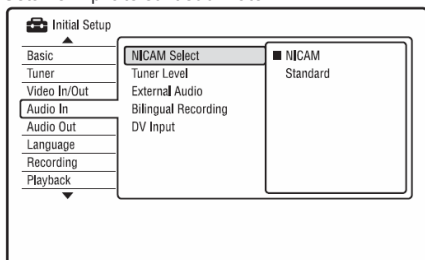 Initial Setup
Basic
Tuner
Video In/Out
Audio In
Audio Out
Language
Recording
Playback
NICAM Select
Tuner Level
External Audio
Bilingual Recording
DV Input
NICAM
Standard